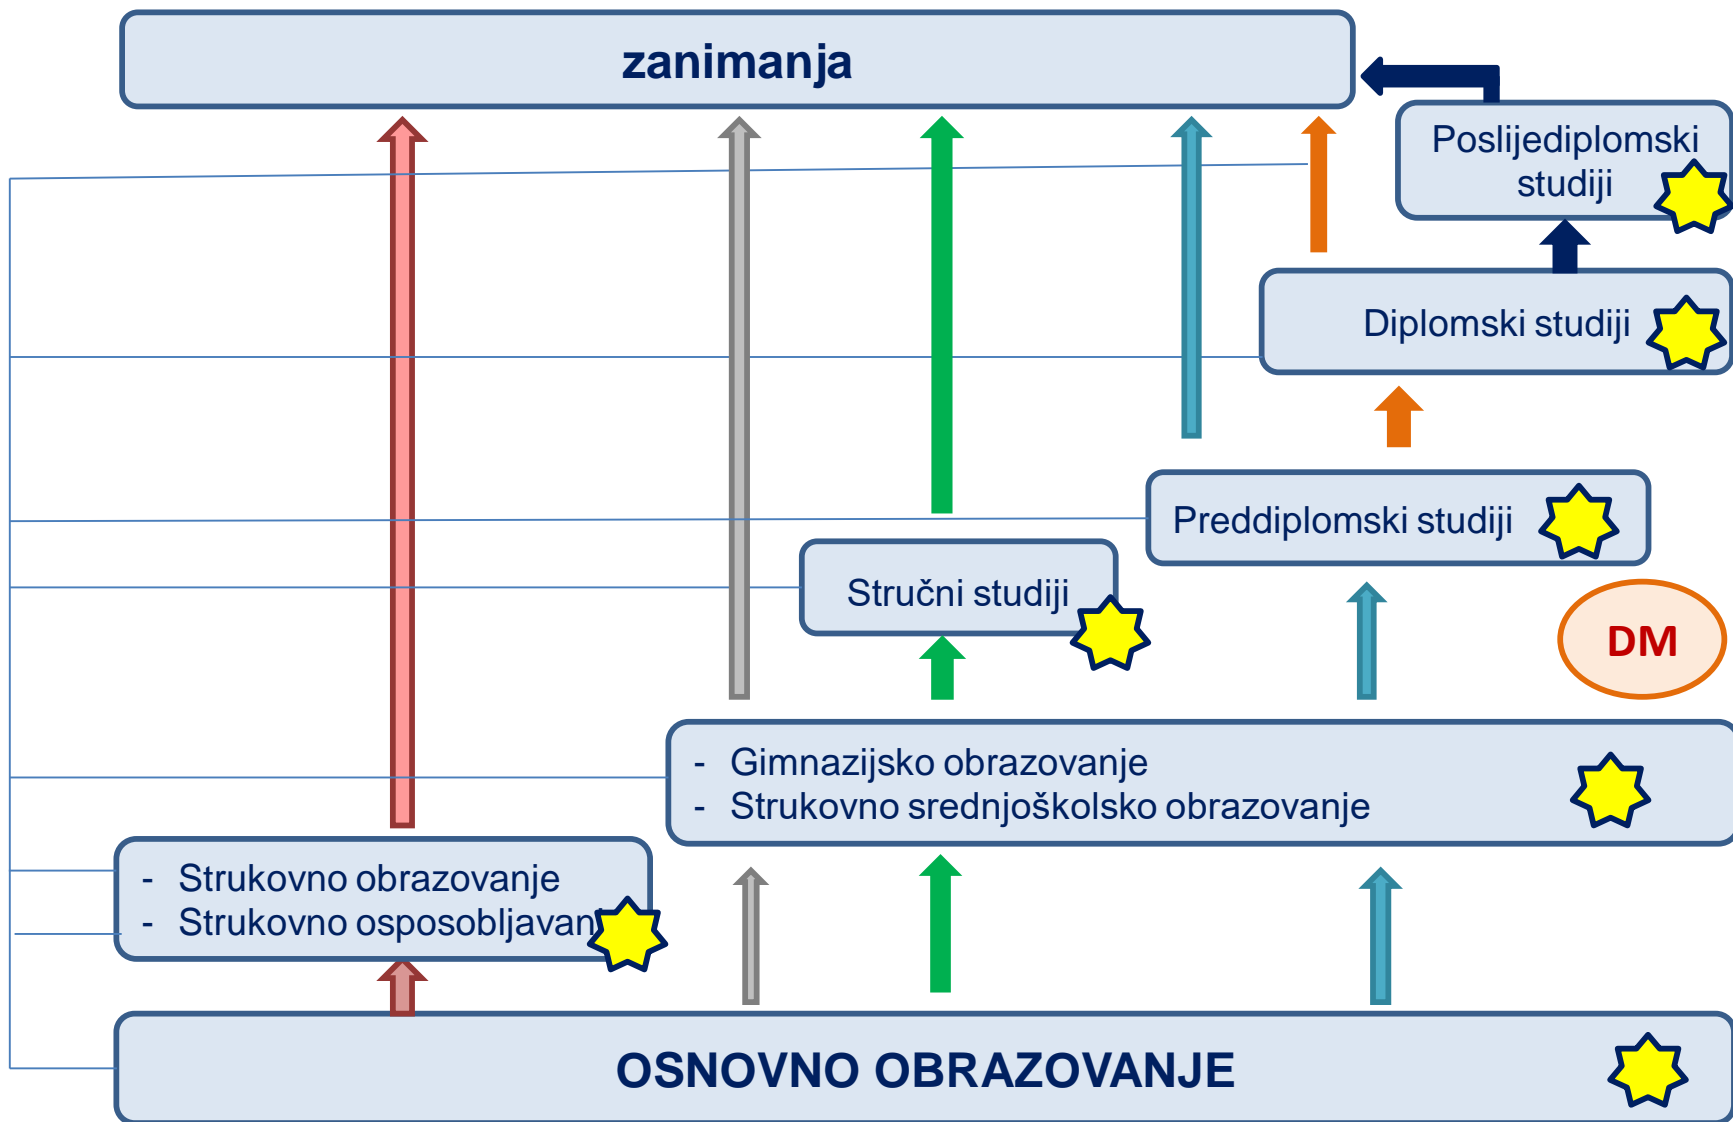 zanimanja
Poslijediplomski
studiji
Diplomski studiji
Preddiplomski studiji
Stručni studiji
DM
- Gimnazijsko obrazovanje
- Strukovno srednjoškolsko obrazovanje
- Strukovno obrazovanje
- Strukovno osposobljavan
OSNOVNO OBRAZOVANJE